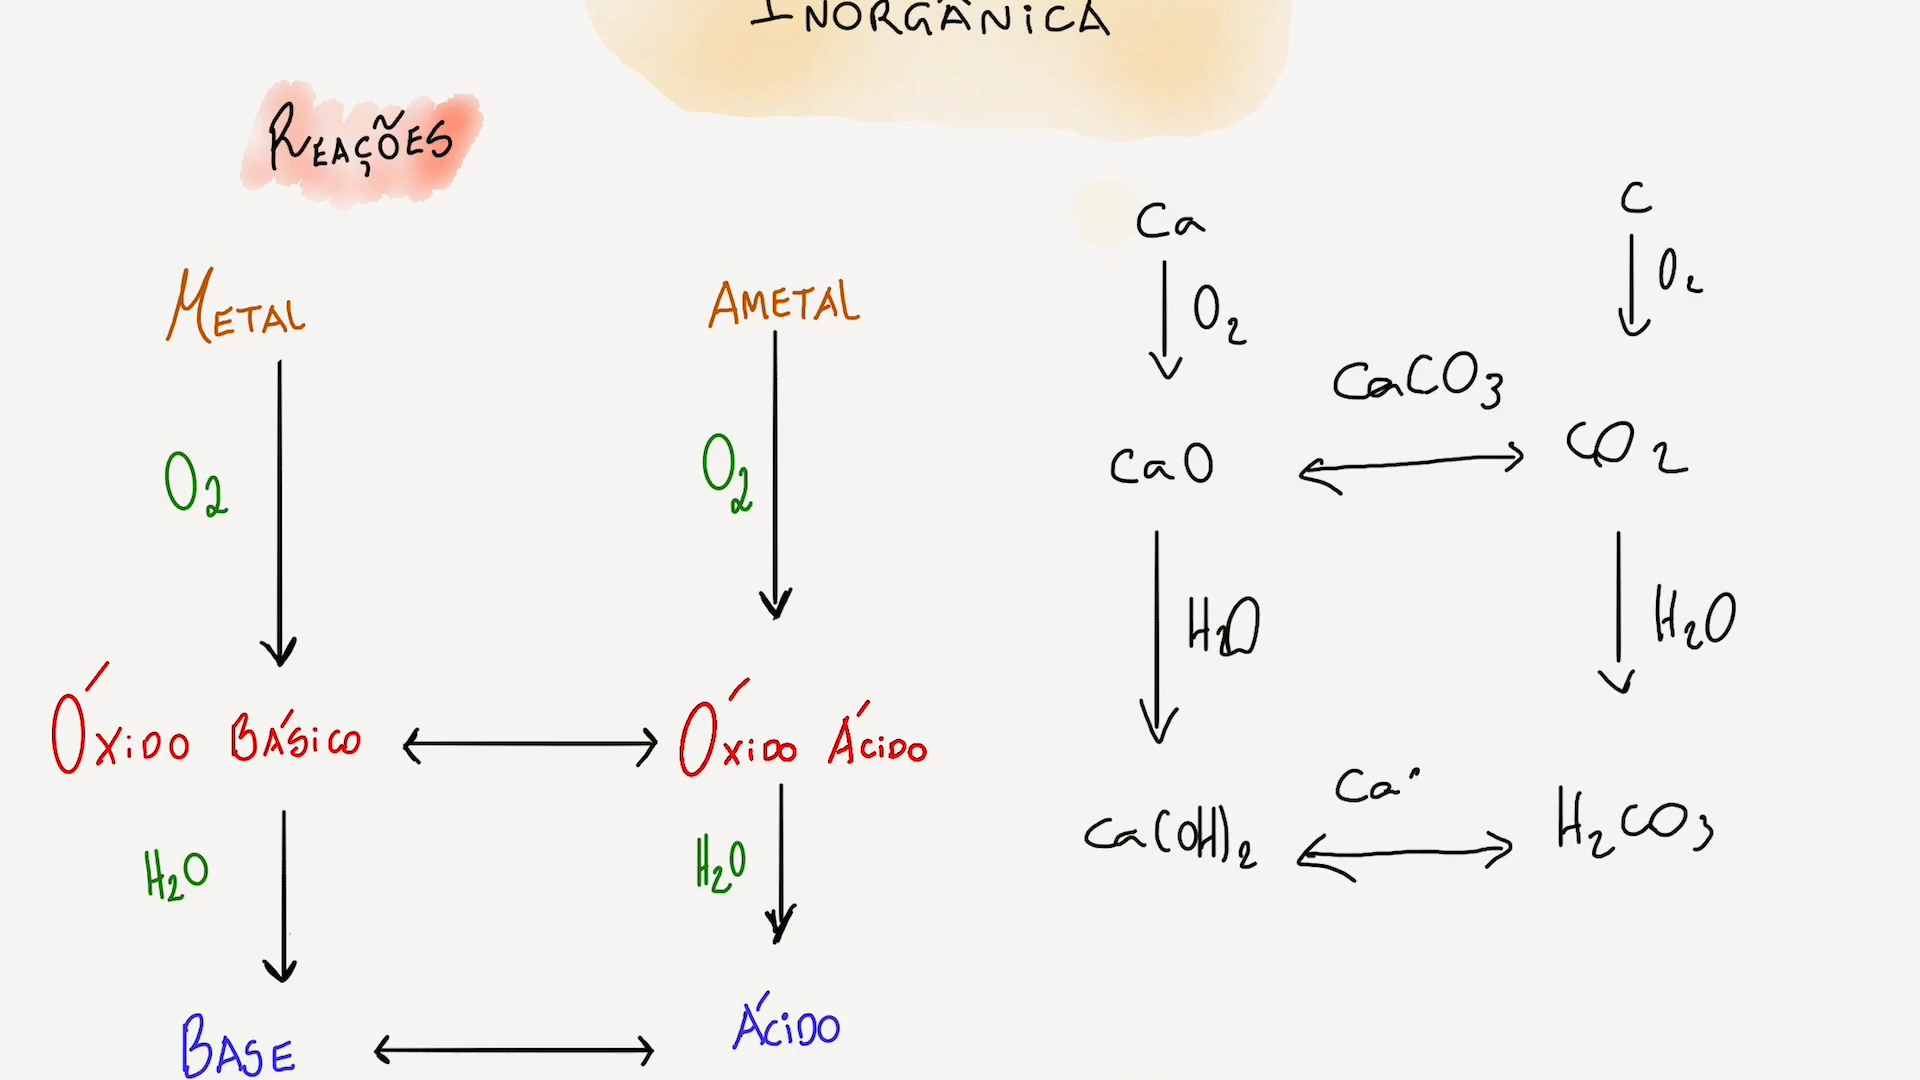 INORGÂNICA
REAÇÕES
METAL
AMETAL
O2
O2
ÓXIDO BÁSICO
ÓXIDO ÁCIDO
H2O
H2O
BASE
ÁCIDO
Ca
C
O2
O2
CaCO3
CaO
CO2
H2O
H2O
Ca
Ca(OH)2
H2CO3